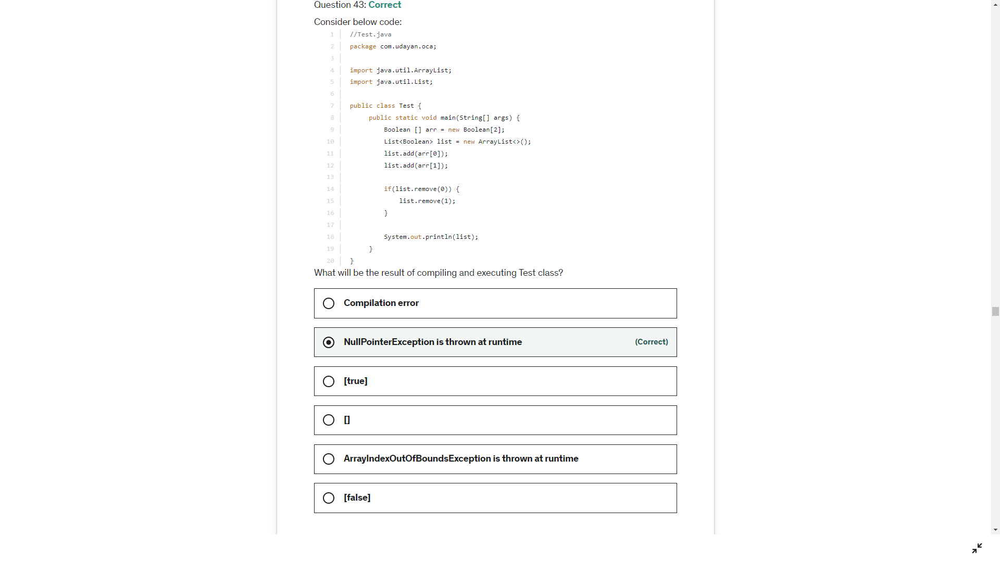 Question 43: Correct
Consider below code:
1 //Test.java
2 package com.udayan.oca;
3
4 import java.util.ArrayList;
5 import java.util.List;
6
7 public class Test {
8 public static void main(String[] args) {
9 Boolean [] arr = new Boolean[2];
10 List<Boolean> list = new ArrayList<>();
11 list.add(arr[0]);
12 list.add(arr[1]);
13
14 if(list.remove(0)) {
15 list.remove(1);
16 }
17
18 System.out.println(list);
19 }
20 }
What will be the result of compiling and executing Test class?
Compilation error
NullPointerException is thrown at runtime (Correct)
[true]
[]
ArrayIndexOutOfBoundsException is thrown at runtime
[false]